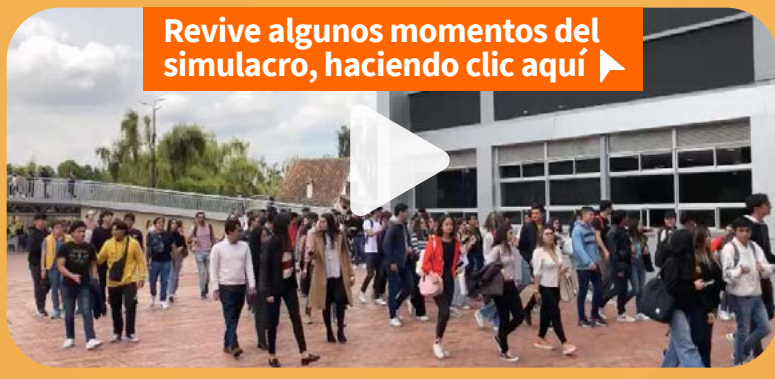 Revive algunos momentos del
simulacro, haciendo clic aquí